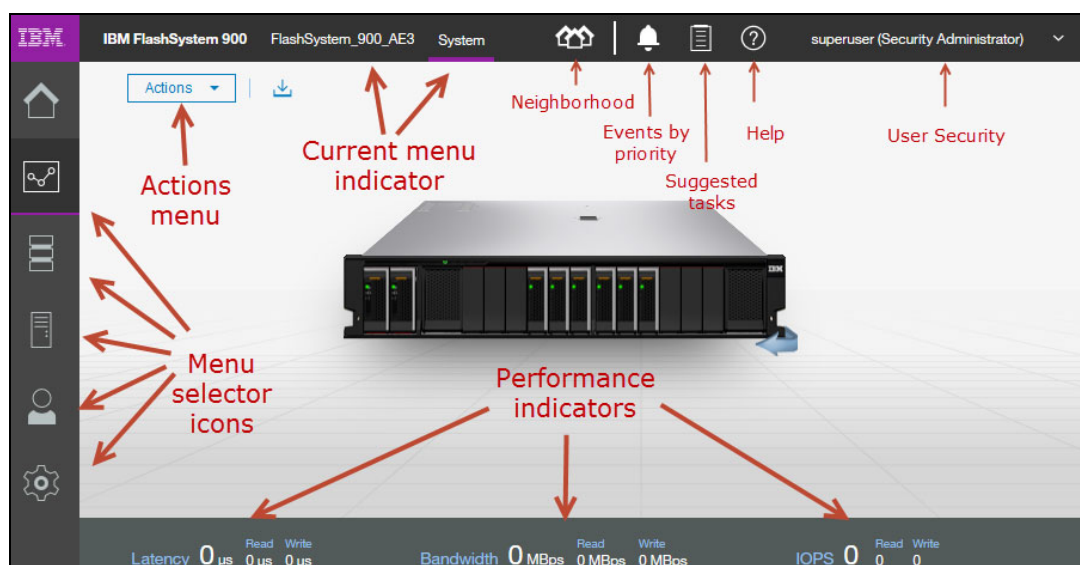 IBM
IBM FlashSystem 900 FlashSystem_900_AE3 System superuser (Security Administrator)
Actions
Neighborhood
Events by
priority
Help
User Security
Suggested
tasks
Current menu
indicator
Actions
menu
IBM
Menu
selector
icons
Performance
indicators
Latency 0 us Read 0 us Write 0 us
Bandwidth 0 MBps Read 0 MBps Write 0 MBps
IOPS 0 Read 0 Write 0